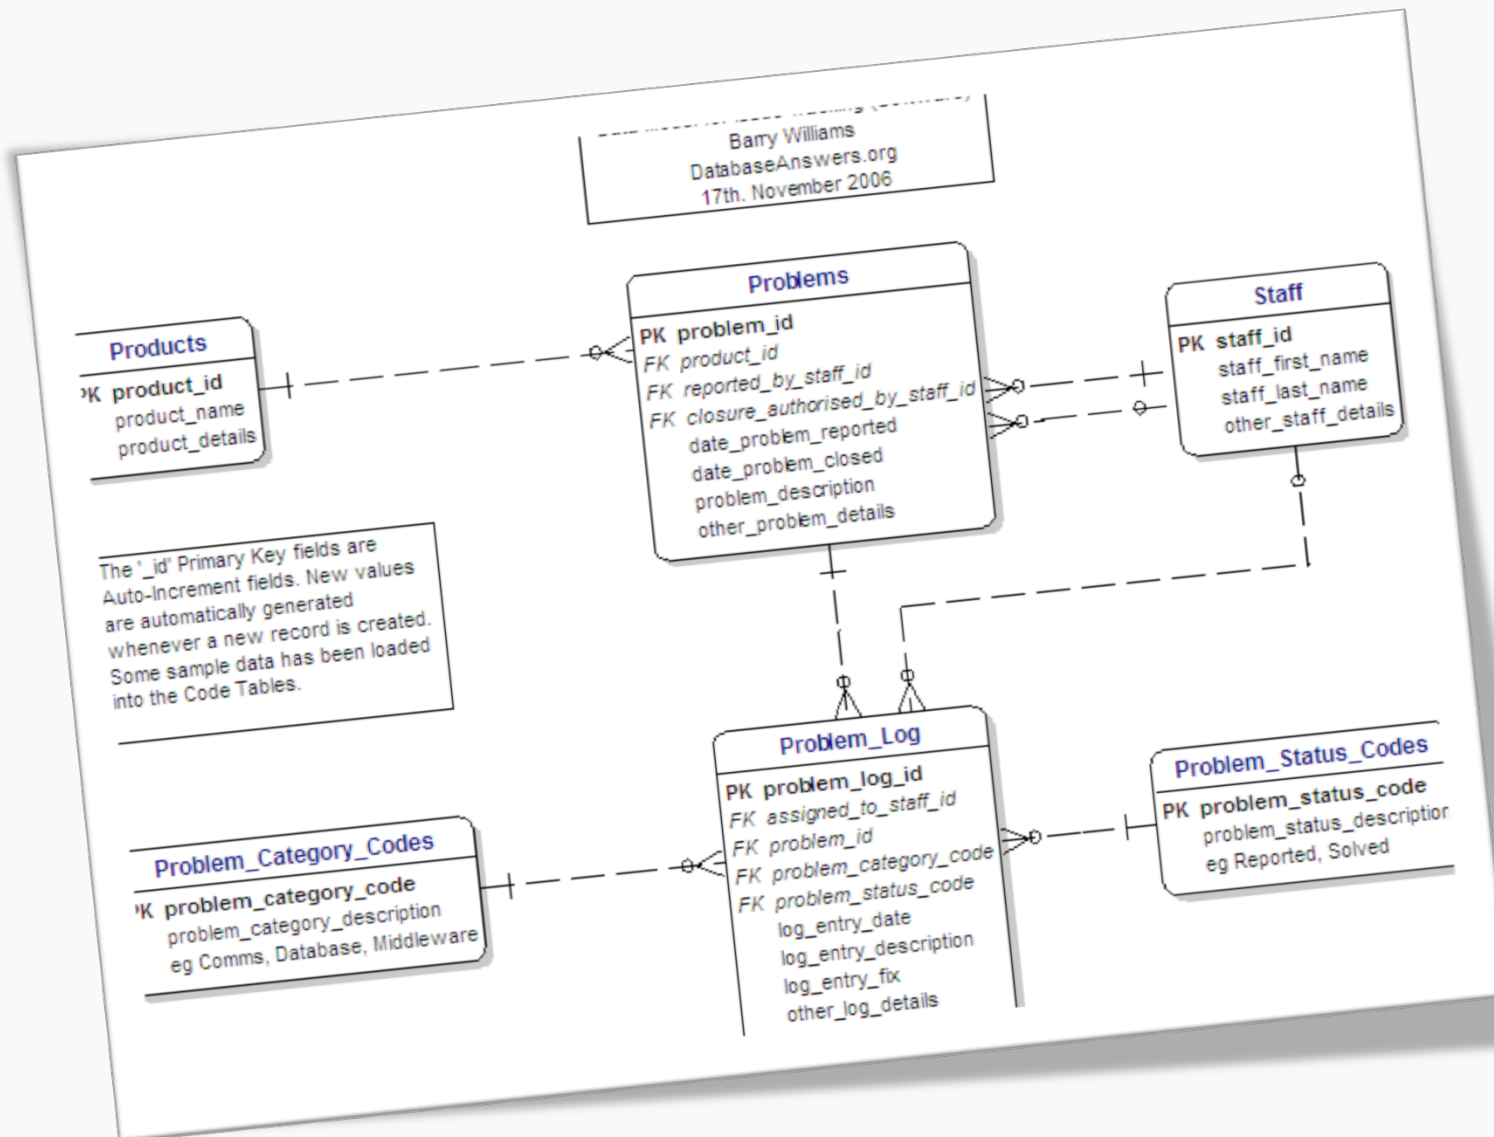 Barry Williams
DatabaseAnswers.org
17th. November 2006
Problems
PK problem_id
FK product_id
FK reported_by_staff_id
FK closure_authorised_by_staff_id
date_problem_reported
date_problem_closed
problem_description
other_problem_details
Staff
PK staff_id
staff_first_name
staff_last_name
other_staff_details
Products
PK product_id
product_name
product_details
The '_id' Primary Key fields are
Auto-Increment fields. New values
are automatically generated
whenever a new record is created.
Some sample data has been loaded
into the Code Tables.
Problem_Log
PK problem_log_id
FK assigned_to_staff_id
FK problem_id
FK problem_category_code
FK problem_status_code
log_entry_date
log_entry_description
log_entry_fix
other_log_details
Problem_Status_Codes
PK problem_status_code
problem_status_description
eg Reported, Solved
Problem_Category_Codes
PK problem_category_code
problem_category_description
eg Comms, Database, Middleware